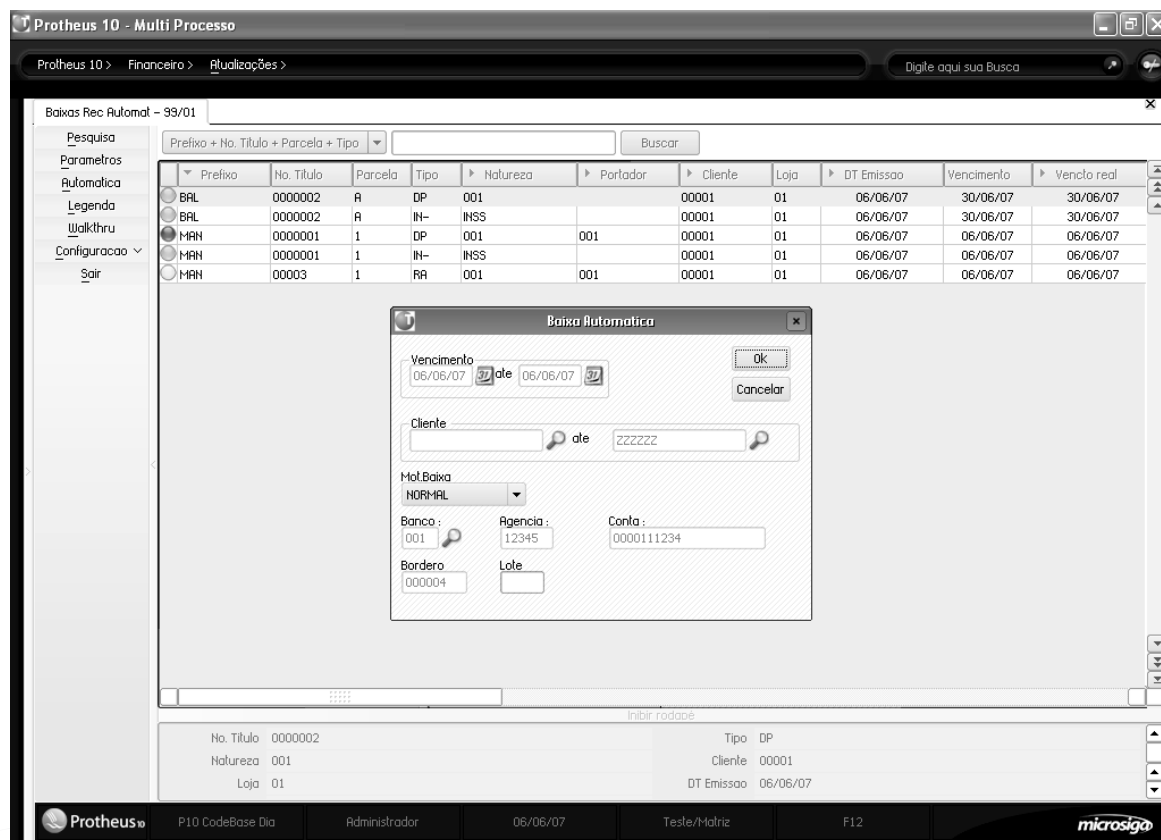 Protheus 10 - Multi Processo
Protheus 10 > Financeiro > Atualizações > Digite aqui sua Busca
Baixas Rec Automat - 99/01
Pesquisa
Parametros
Automatica
Legenda
Walkthru
Configuracao
Sair
Prefixo + No. Titulo + Parcela + Tipo Buscar
Prefixo No. Titulo Parcela Tipo Natureza Portador Cliente Loja DT Emissao Vencimento Vencto real
BAL 0000002 A DP 001 00001 01 06/06/07 30/06/07 30/06/07
BAL 0000002 A IN- INSS 00001 01 06/06/07 30/06/07 30/06/07
MAN 0000001 1 DP 001 001 00001 01 06/06/07 06/06/07 06/06/07
MAN 0000001 1 IN- INSS 00001 01 06/06/07 06/06/07 06/06/07
MAN 00003 1 RA 001 001 00001 01 06/06/07 06/06/07 06/06/07
Baixa Automatica
Vencimento
06/06/07 31 ate 06/06/07 31
Ok
Cancelar
Cliente
ate ZZZZZZ
Mot.Baixa
NORMAL
Banco : Agencia : Conta :
001 12345 0000111234
Bordero Lote
000004
Inibir rodapé
No. Titulo 0000002 Tipo DP
Natureza 001 Cliente 00001
Loja 01 DT Emissao 06/06/07
Protheus10 P10 CodeBase Dia Administrador 06/06/07 Teste/Matriz F12 microsiga